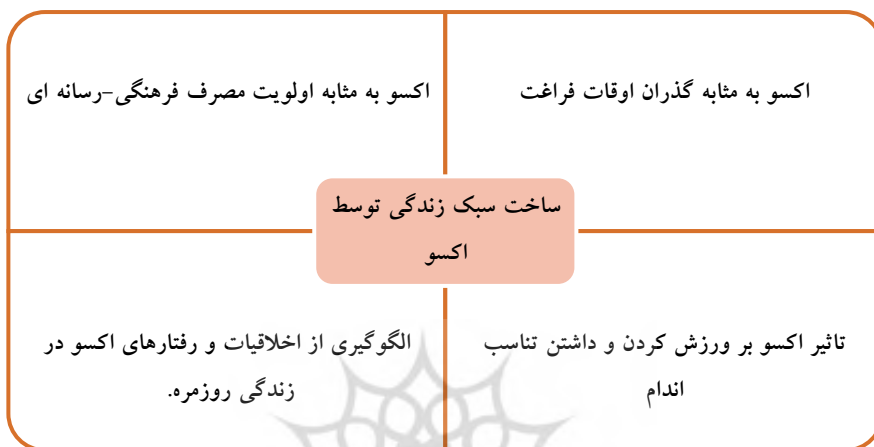 اکسو به مثابه گذران اوقات فراغت
اکسو به مثابه اولویت مصرف فرهنگی-رسانه ای
ساخت سبک زندگی توسط
اکسو
تاثیر اکسو بر ورزش کردن و داشتن تناسب
اندام
الگوگیری از اخلاقیات و رفتارهای اکسو در
زندگی روزمره.